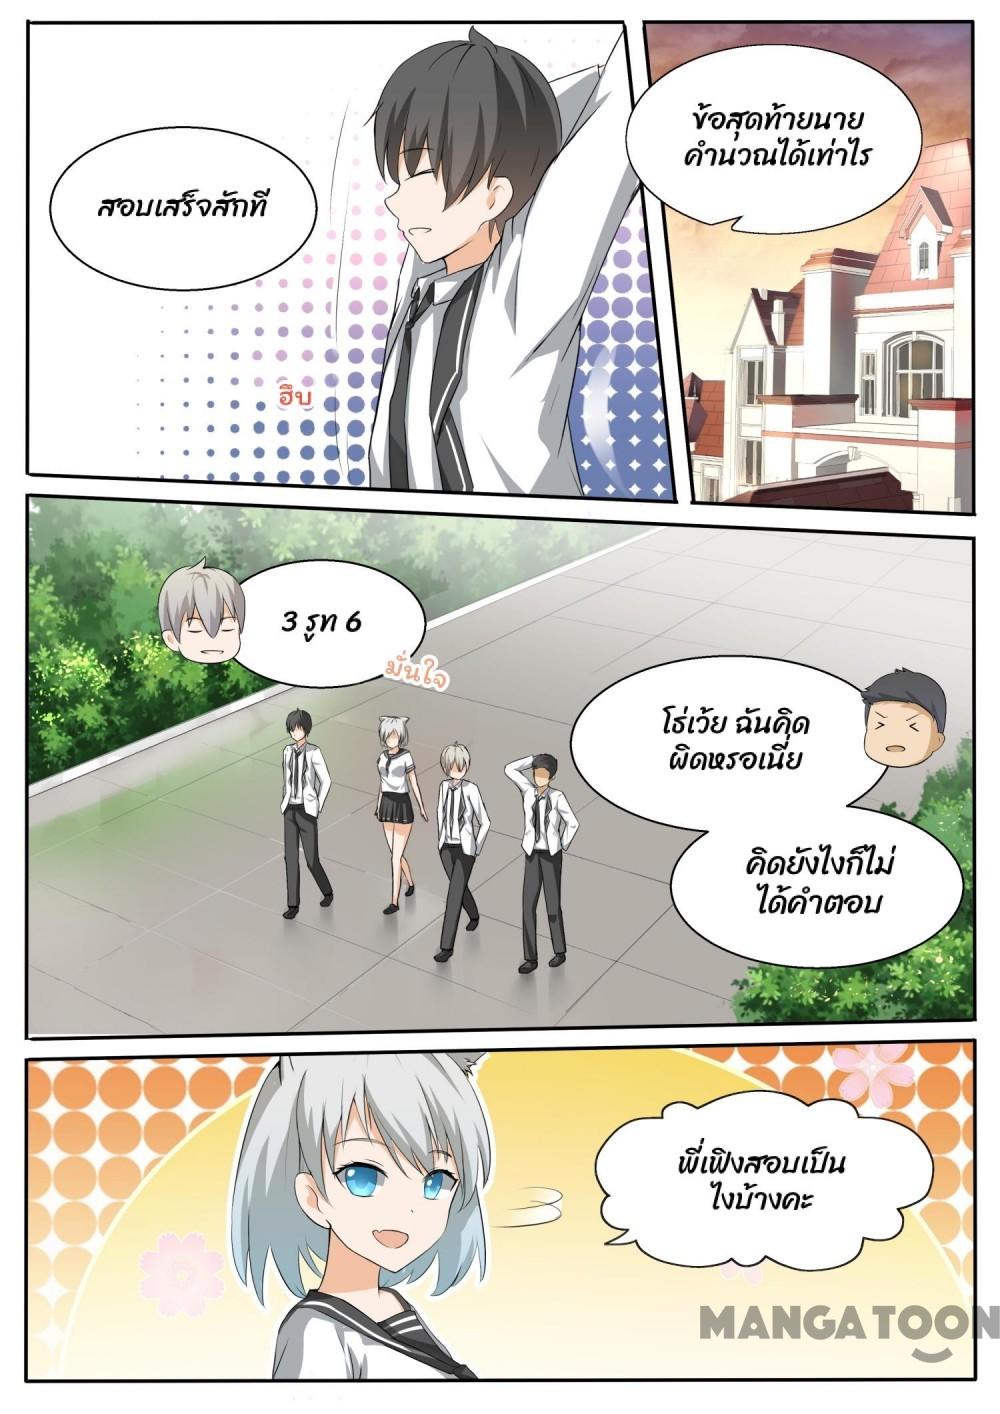 สอบเสร็จสักที
ฮึบ
ข้อสุดท้ายนาย
คำนวณได้เท่าไร
3 รูท 6
มั่นใจ
โธ่เว้ย ฉันคิด
ผิดหรอเนี่ย
คิดยังไงก็ไม่
ได้คำตอบ
พี่เฟิงสอบเป็น
ไงบ้างคะ
MANGATOON